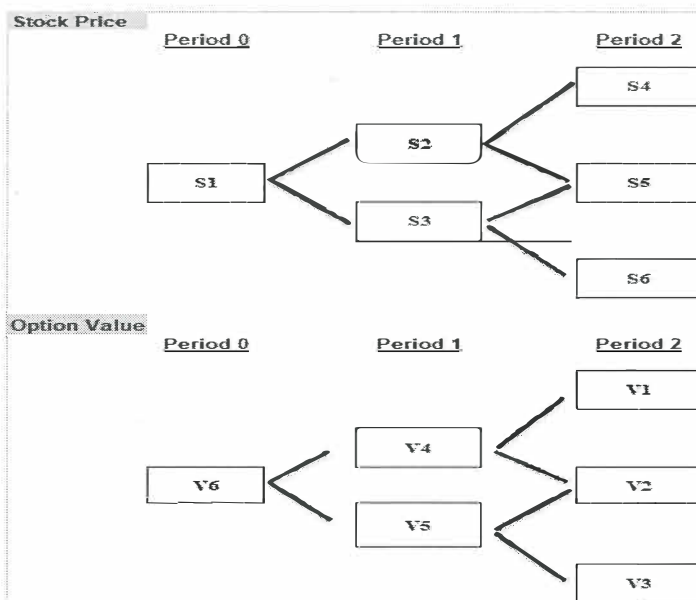 Stock Price
Period 0 Period 1 Period 2
S4
S2
S1 S5
S3
S6
Option Value
Period 0 Period 1 Period 2
V1
V4
V6 V2
V5
V3